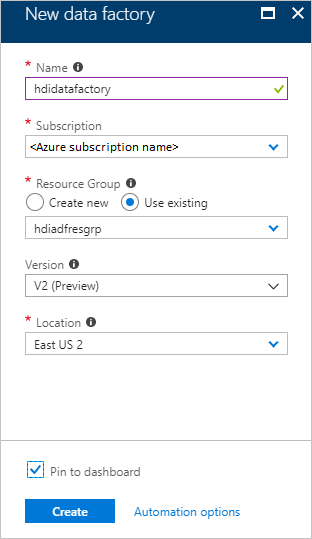 New data factory
* Name
hdidatafactory
* Subscription
<Azure subscription name>
* Resource Group
Create new Use existing
hdiadfresgrp
Version
V2 (Preview)
* Location
East US 2
Pin to dashboard
Create Automation options